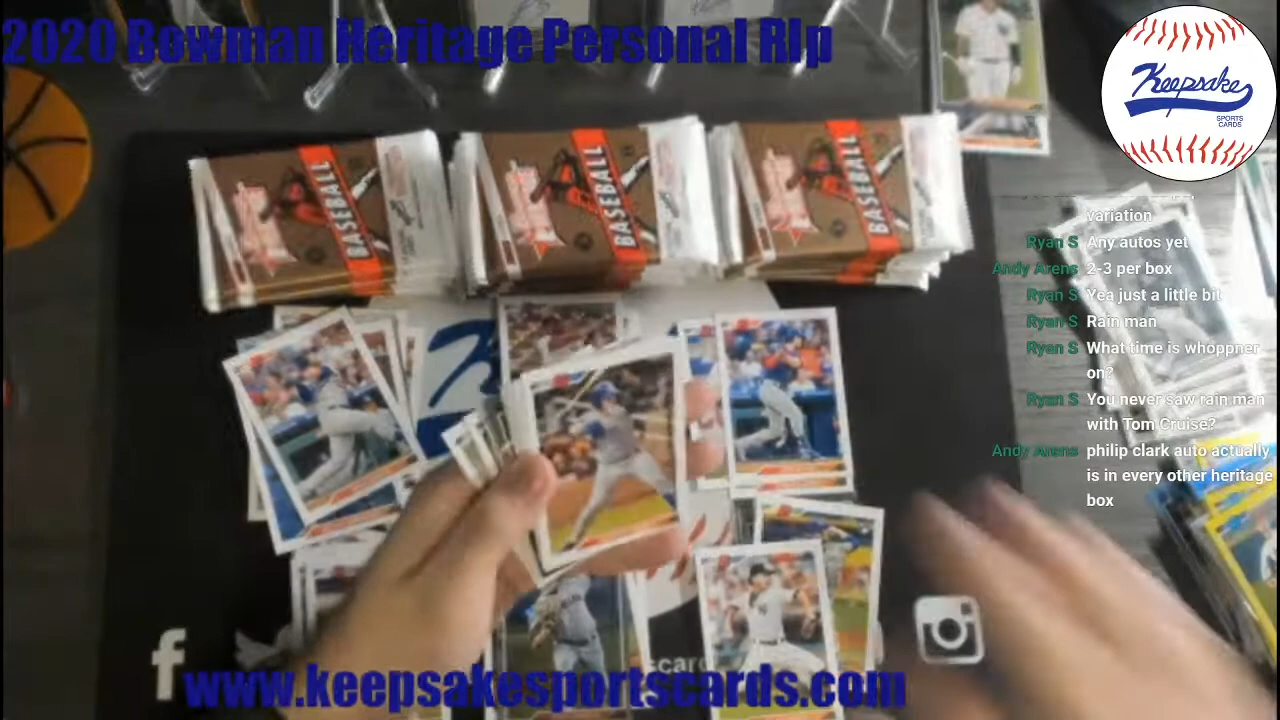 2020 Bowman Heritage Personal Rip
Keepsake
SPORTS
CARDS
variation
Ryan S Any autos yet
Andy Arens 2-3 per box
Ryan S Yea just a little bit
Ryan S Rain man
Ryan S What time is whoppner
on?
Ryan S You never saw rain man
with Tom Cruise?
Andy Arens philip clark auto actually
is in every other heritage
box
BASEBALL
BASEBALL
BASEBALL
f
scard
www.keepsakesportscards.com